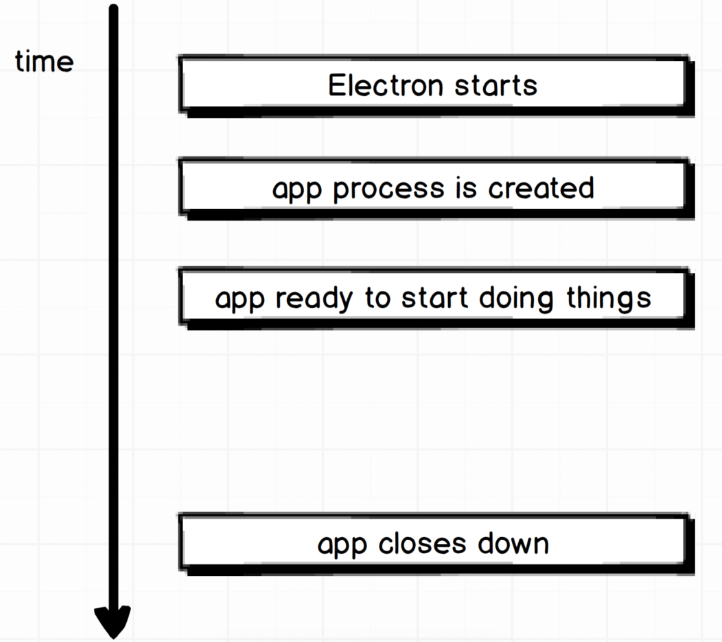 time
Electron starts
app process is created
app ready to start doing things
app closes down